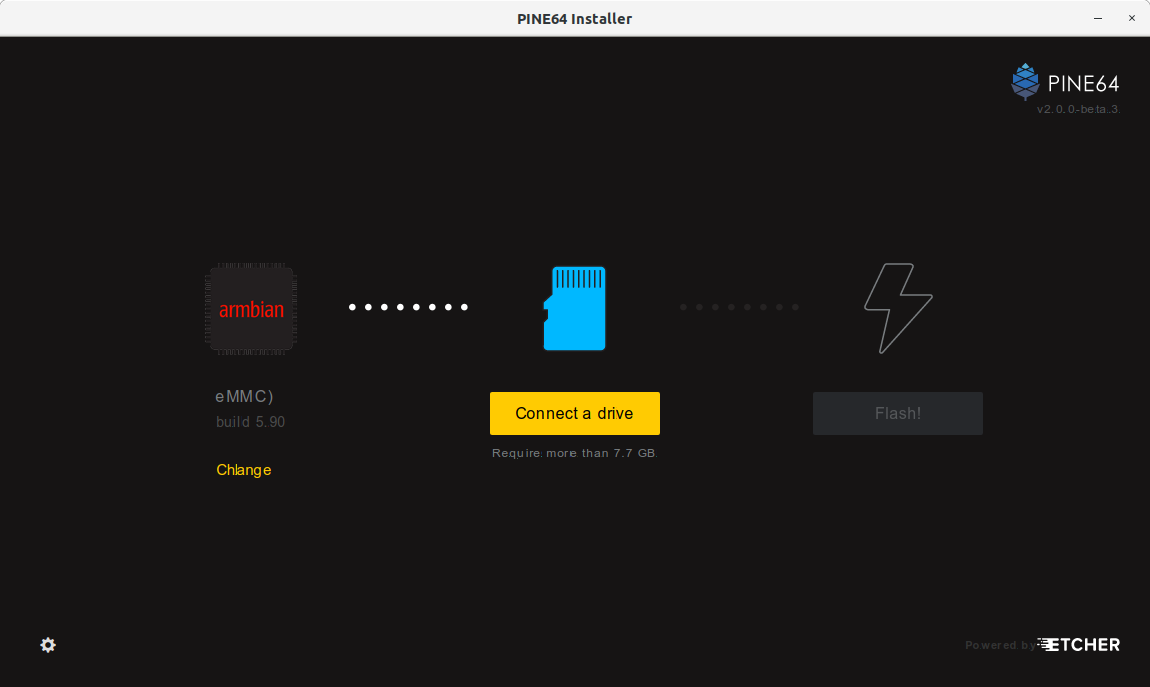 PINE64 Installer
PINE64
v2.0.0-beta.3
armbian
eMMC)
build 5.90
Chlange
Connect a drive
Require more than 7.7 GB
Flash!
Powered by ETCHER